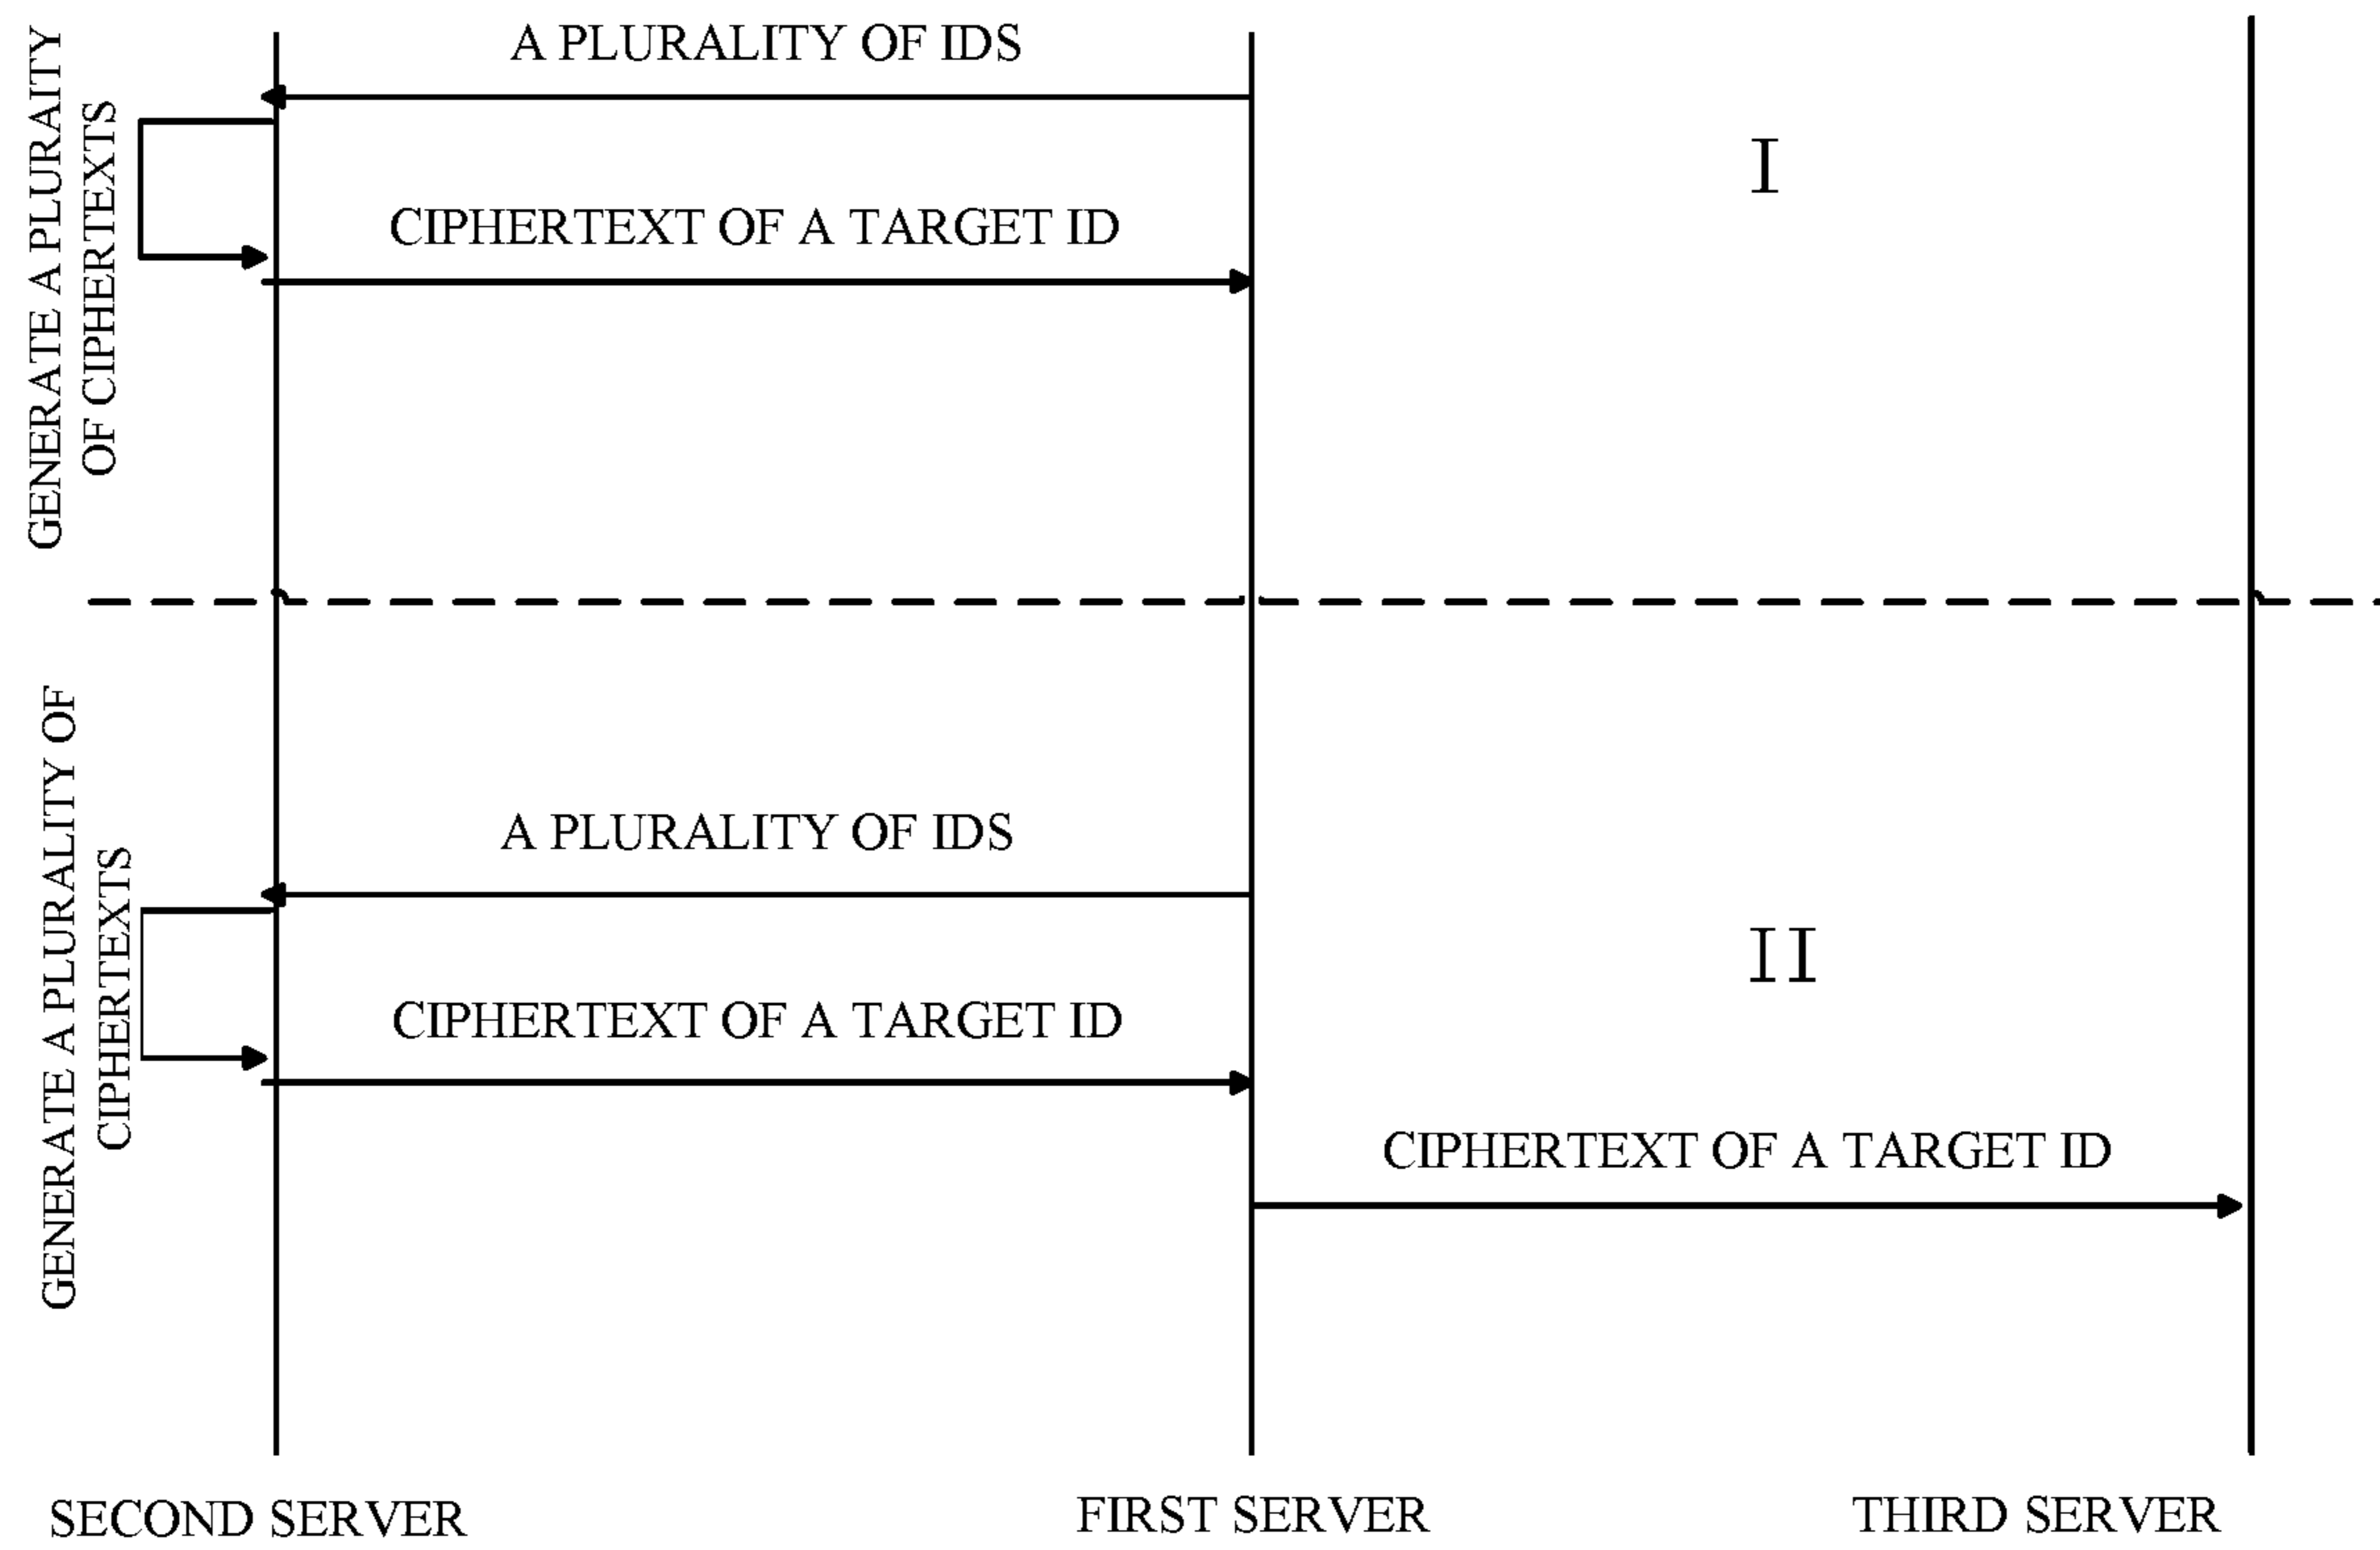 A PLURALITY OF IDS
GENERATE A PLURAITY
OF CIPHERTEXTS
CIPHERTEXT OF A TARGET ID
I
GENERATE A PLURALITY OF
CIPHERTEXTS
A PLURALITY OF IDS
II
CIPHERTEXT OF A TARGET ID
CIPHERTEXT OF A TARGET ID
SECOND SERVER
FIRST SERVER
THIRD SERVER